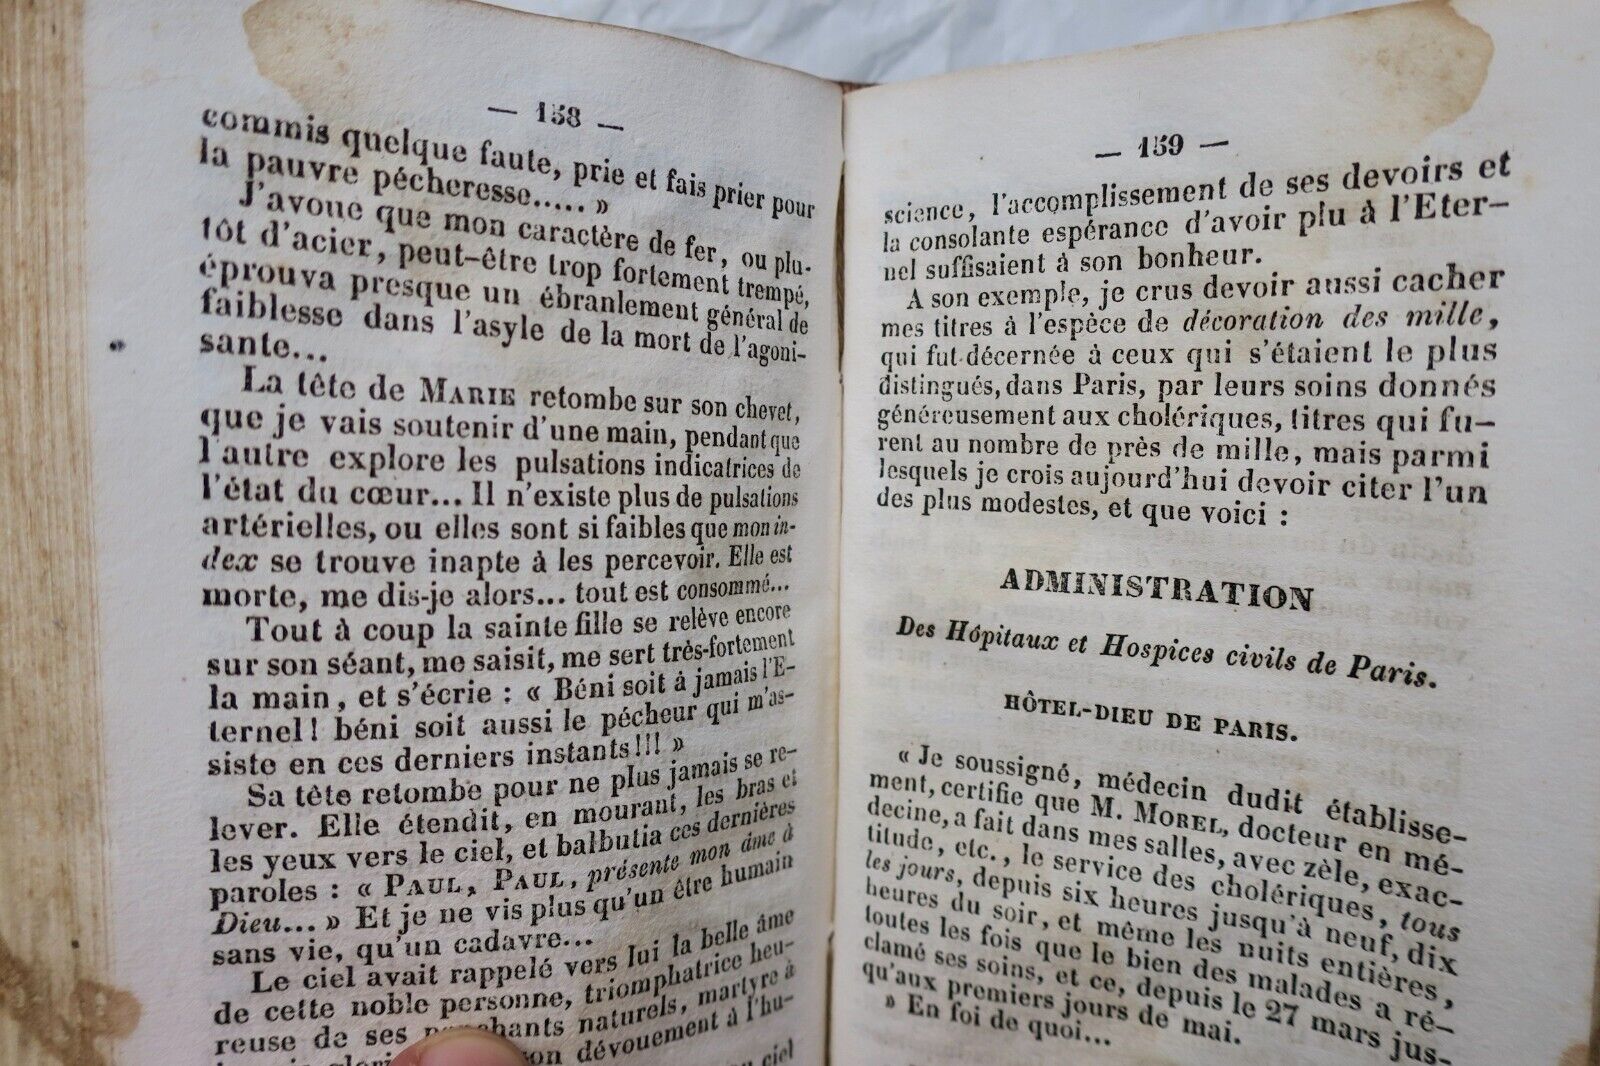 — 158 —
commis quelque faute, prie et fais prier pour
la pauvre pécheresse..... »
J'avoue que mon caractère de fer, ou plu-
tôt d'acier, peut-être trop fortement trempé,
éprouva presque un ébranlement général de
faiblesse dans l'asyle de la mort de l'agoni-
sante...
La tête de MARIE retombe sur son chevet,
que je vais soutenir d'une main, pendant que
l'autre explore les pulsations indicatrices de
l'état du cœur... Il n'existe plus de pulsations
artérielles, ou elles sont si faibles que mon in-
dex se trouve inapte à les percevoir. Elle est
morte, me dis-je alors... tout est consommé...
Tout à coup la sainte fille se relève encore
sur son séant, me saisit, me sert très-fortement
la main, et s'écrie : « Béni soit à jamais l'E-
ternel! béni soit aussi le pécheur qui m'as-
siste en ces derniers instants!!! »
Sa tête retombe pour ne plus jamais se re-
lever. Elle étendit, en mourant, les bras et
les yeux vers le ciel, et balbutia ces dernières
paroles : « PAUL, PAUL, présente mon âme à
Dieu... » Et je ne vis plus qu'un être humain
sans vie, qu'un cadavre...
Le ciel avait rappelé vers lui la belle âme
de cette noble personne, triomphatrice heu-
reuse de ses penchants naturels, martyre à
son dévouement à l'hu-
ciel
— 159 —
science, l'accomplissement de ses devoirs et
la consolante espérance d'avoir plu à l'Eter-
nel suffisaient à son bonheur.
A son exemple, je crus devoir aussi cacher
mes titres à l'espèce de décoration des mille,
qui fut décernée à ceux qui s'étaient le plus
distingués, dans Paris, par leurs soins donnés
généreusement aux cholériques, titres qui fu-
rent au nombre de près de mille, mais parmi
lesquels je crois aujourd'hui devoir citer l'un
des plus modestes, et que voici :
ADMINISTRATION
Des Hôpitaux et Hospices civils de Paris.
HÔTEL-DIEU DE PARIS.
« Je soussigné, médecin dudit établisse-
ment, certifie que M. MOREL, docteur en mé-
decine, a fait dans mes salles, avec zèle, exac-
titude, etc., le service des cholériques, tous
les jours, depuis six heures jusqu'à neuf, dix
heures du soir, et même les nuits entières,
toutes les fois que le bien des malades a ré-
clamé ses soins, et ce, depuis le 27 mars jus-
qu'aux premiers jours de mai.
» En foi de quoi...